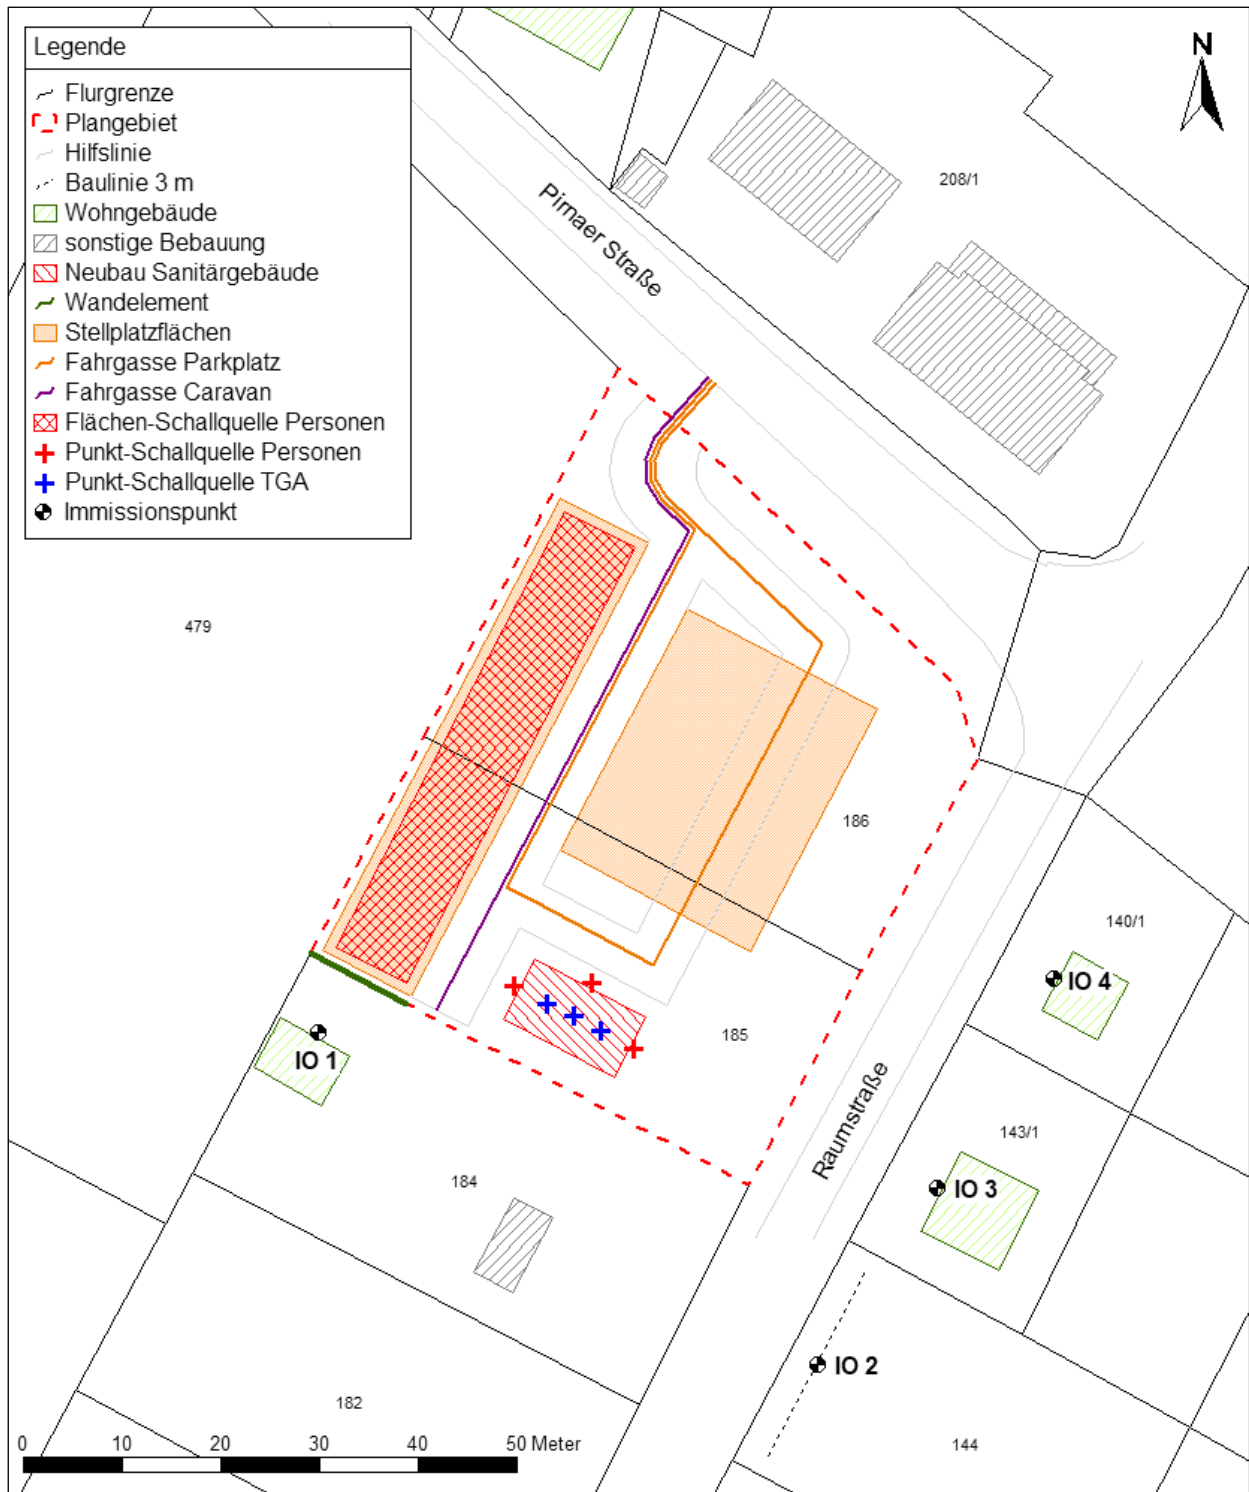 Legende
Flurgrenze
Plangebiet
Hilfslinie
Baulinie 3 m
Wohngebäude
sonstige Bebauung
Neubau Sanitärgebäude
Wandelement
Stellplatzflächen
Fahrgasse Parkplatz
Fahrgasse Caravan
Flächen-Schallquelle Personen
Punkt-Schallquelle Personen
Punkt-Schallquelle TGA
Immissionspunkt
N
208/1
Pirnaer Straße
479
186
140/1
IO 4
185
IO 1
Raumstraße
143/1
IO 3
184
IO 2
182
144
0 10 20 30 40 50 Meter